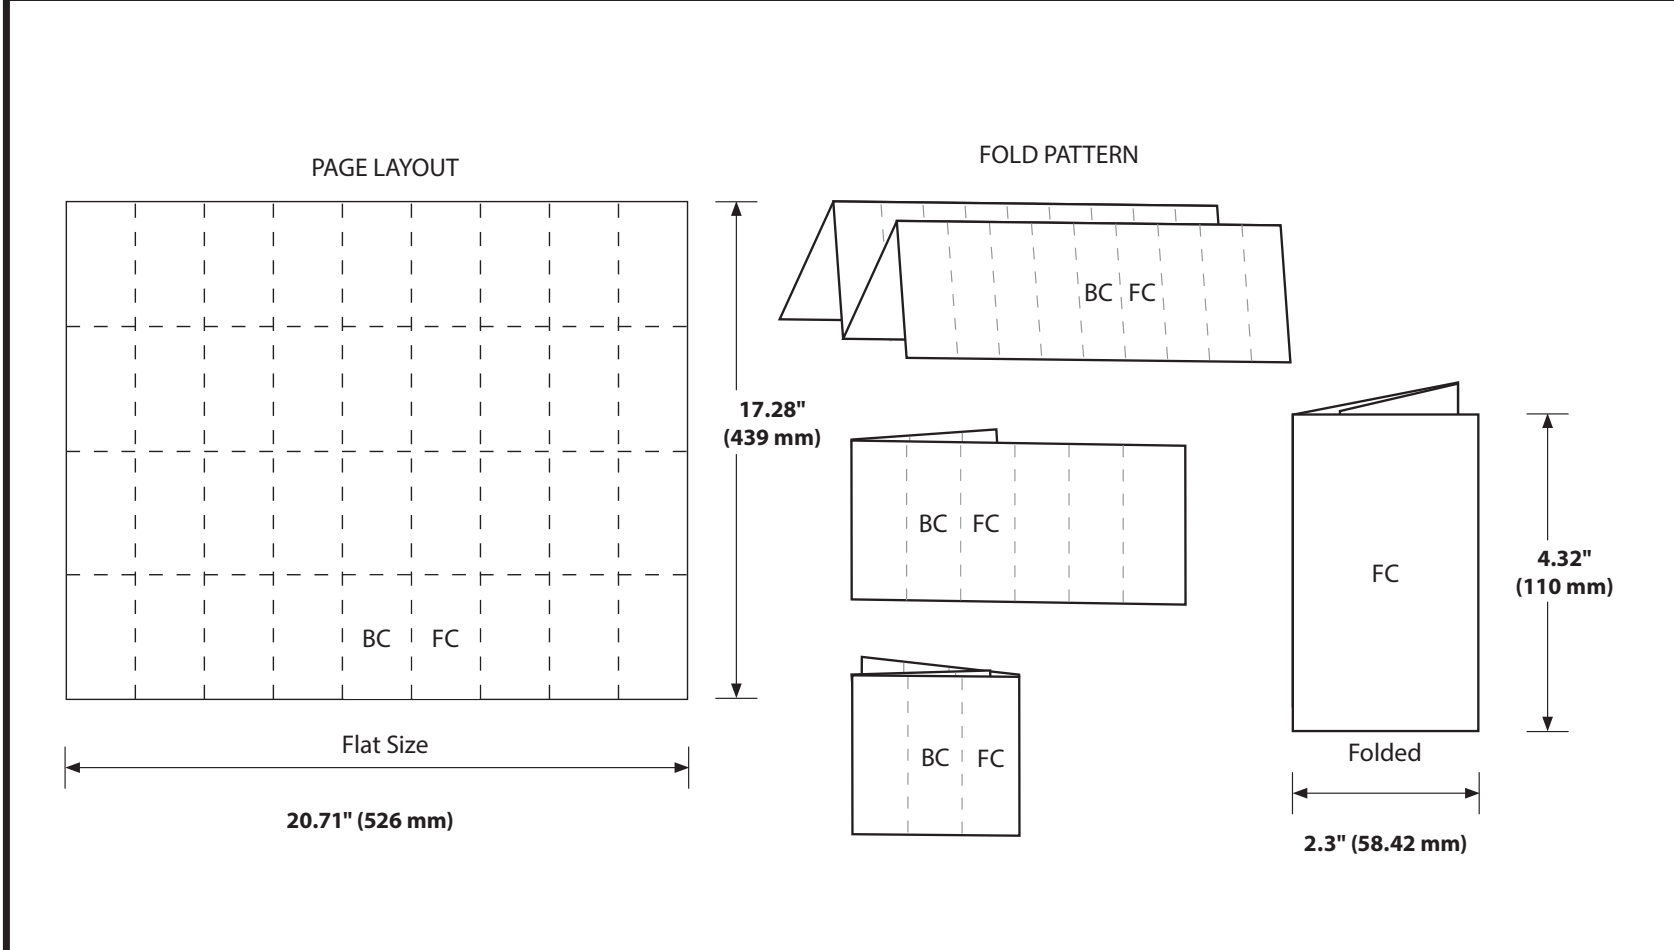 PAGE LAYOUT
BC FC
17.28"
(439 mm)
Flat Size
20.71" (526 mm)
FOLD PATTERN
BC FC
BC FC
BC FC
FC
4.32"
(110 mm)
Folded
2.3" (58.42 mm)